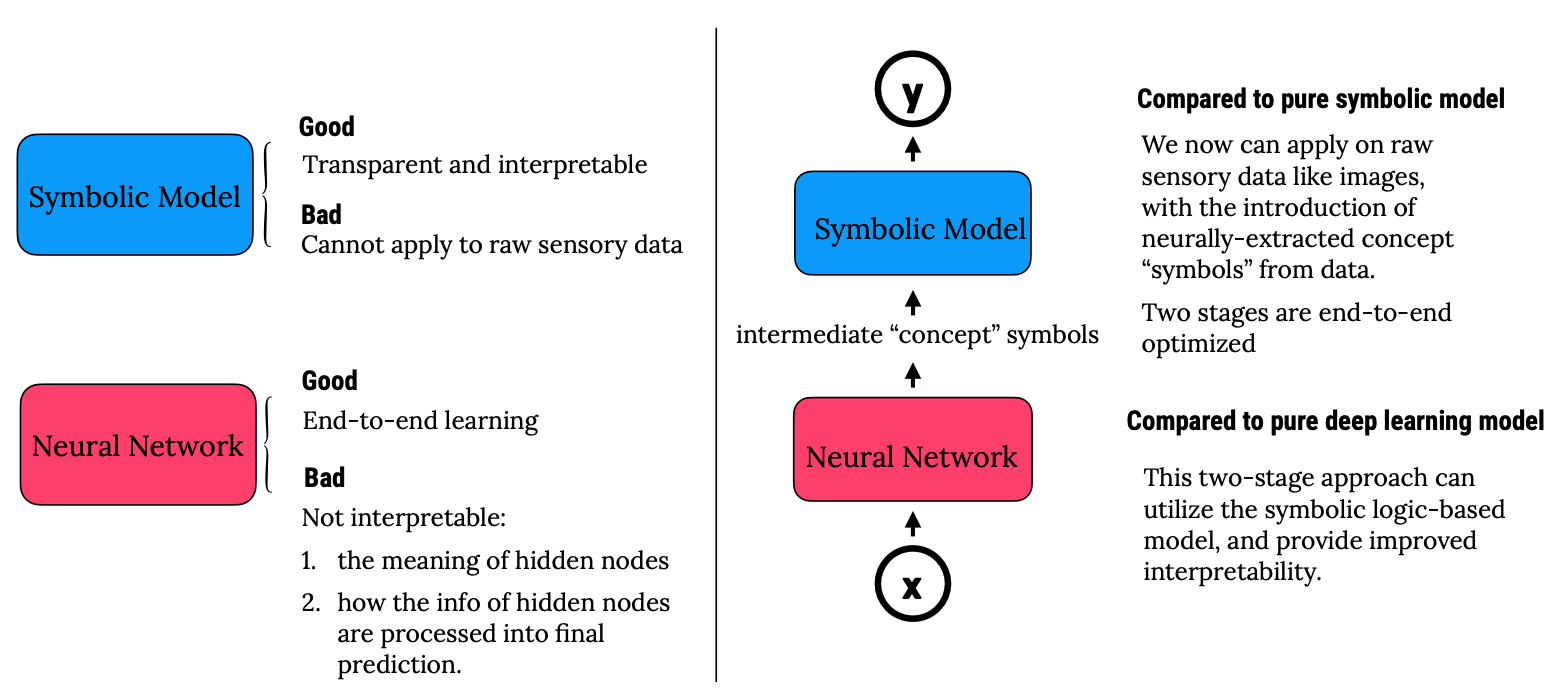 Symbolic Model
Good
Transparent and interpretable
Bad
Cannot apply to raw sensory data
Neural Network
Good
End-to-end learning
Bad
Not interpretable:
1. the meaning of hidden nodes
2. how the info of hidden nodes
are processed into final
prediction.
y
Symbolic Model
intermediate “concept” symbols
Neural Network
x
Compared to pure symbolic model
We now can apply on raw
sensory data like images,
with the introduction of
neurally-extracted concept
“symbols” from data.
Two stages are end-to-end
optimized
Compared to pure deep learning model
This two-stage approach can
utilize the symbolic logic-based
model, and provide improved
interpretability.